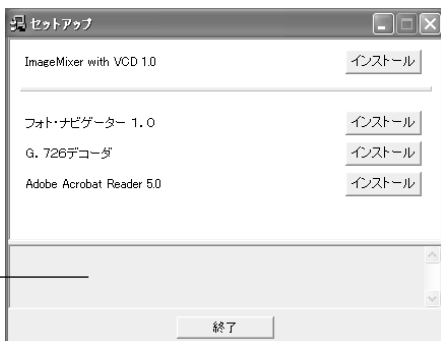 セットアップ
ImageMixer with VCD 1.0 インストール
フォト・ナビゲーター 1.0 インストール
G.726デコーダ インストール
Adobe Acrobat Reader 5.0 インストール
終了